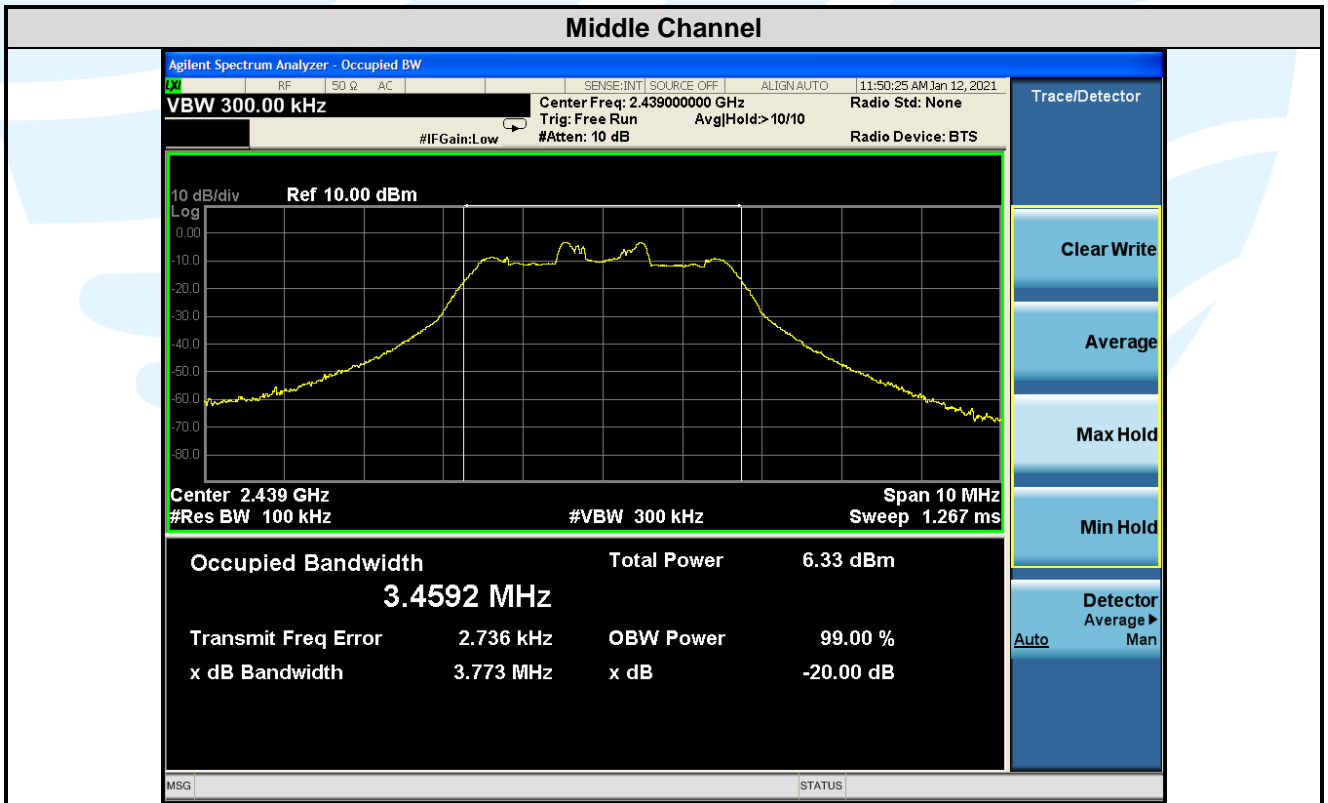 Middle Channel
Agilent Spectrum Analyzer - Occupied BW
LXI RF 50 Ω AC SENSE:INT SOURCE OFF ALIGNAUTO 11:50:25 AM Jan 12, 2021
VBW 300.00 kHz
Center Freq: 2.439000000 GHz
Radio Std: None
Trig: Free Run
Avg|Hold:> 10/10
#IFGain:Low
#Atten: 10 dB
Radio Device: BTS
10 dB/div
Ref 10.00 dBm
Log
0.00
-10.0
-20.0
-30.0
-40.0
-50.0
-60.0
-70.0
-80.0
Center 2.439 GHz
Span 10 MHz
#Res BW 100 kHz
#VBW 300 kHz
Sweep 1.267 ms
Occupied Bandwidth
Total Power 6.33 dBm
3.4592 MHz
Transmit Freq Error 2.736 kHz
OBW Power 99.00 %
x dB Bandwidth 3.773 MHz
x dB -20.00 dB
MSG
STATUS
Trace/Detector
Clear Write
Average
Max Hold
Min Hold
Detector
Average▶
Auto Man